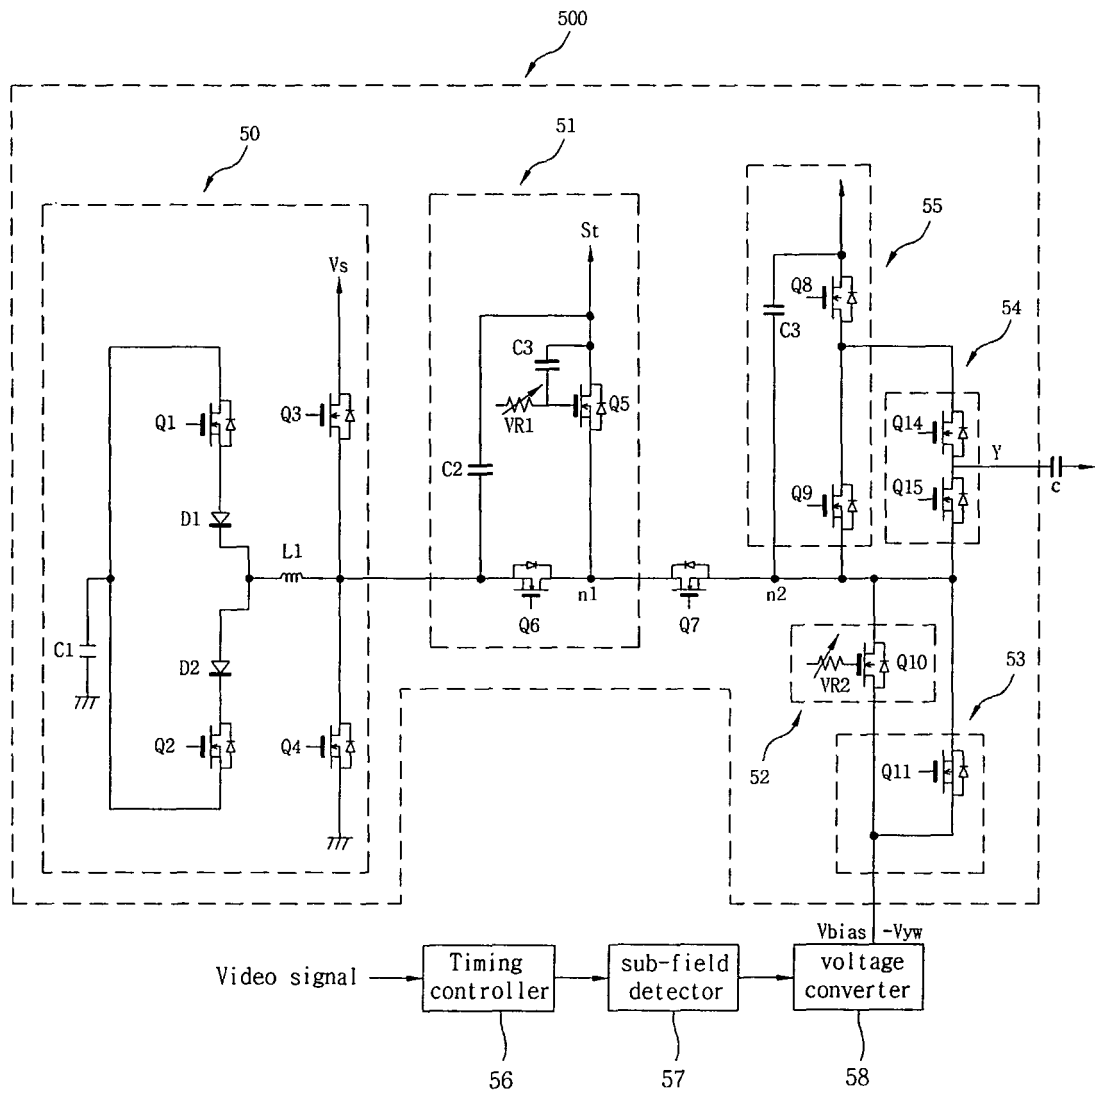 500
50
51
55
54
St
Vs
Q8
C3
C3
Q1
Q3
VR1
Q5
Q14
Y
C2
Q9
Q15
c
D1
L1
n1
n2
Q6
Q7
C1
D2
VR2
Q10
53
Q2
Q4
52
Q11
Vbias
-Vyw
Video signal
Timing
controller
sub-field
detector
voltage
converter
56
57
58